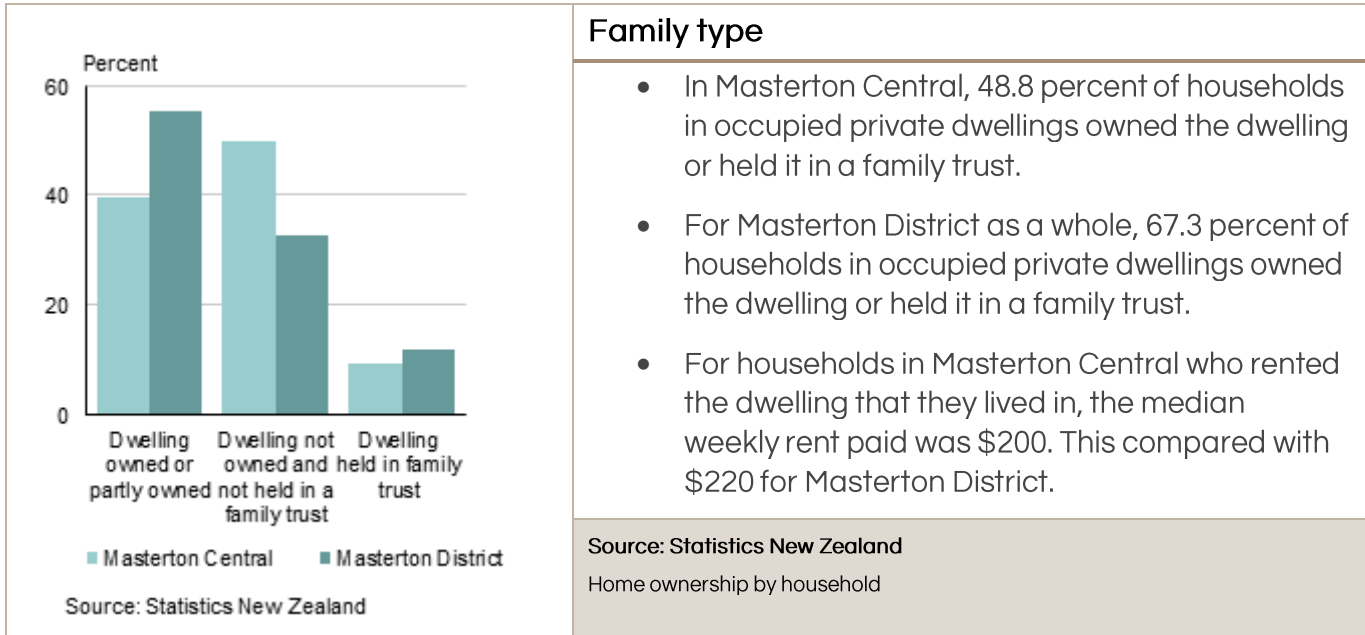 Percent
60
40
20
0
Dwelling owned or partly owned
Dwelling not owned and not held in a family trust
Dwelling held in family trust
Masterton Central
Masterton District
Source: Statistics New Zealand
Family type
• In Masterton Central, 48.8 percent of households
in occupied private dwellings owned the dwelling
or held it in a family trust.
• For Masterton District as a whole, 67.3 percent of
households in occupied private dwellings owned
the dwelling or held it in a family trust.
• For households in Masterton Central who rented
the dwelling that they lived in, the median
weekly rent paid was $200. This compared with
$220 for Masterton District.
Source: Statistics New Zealand
Home ownership by household